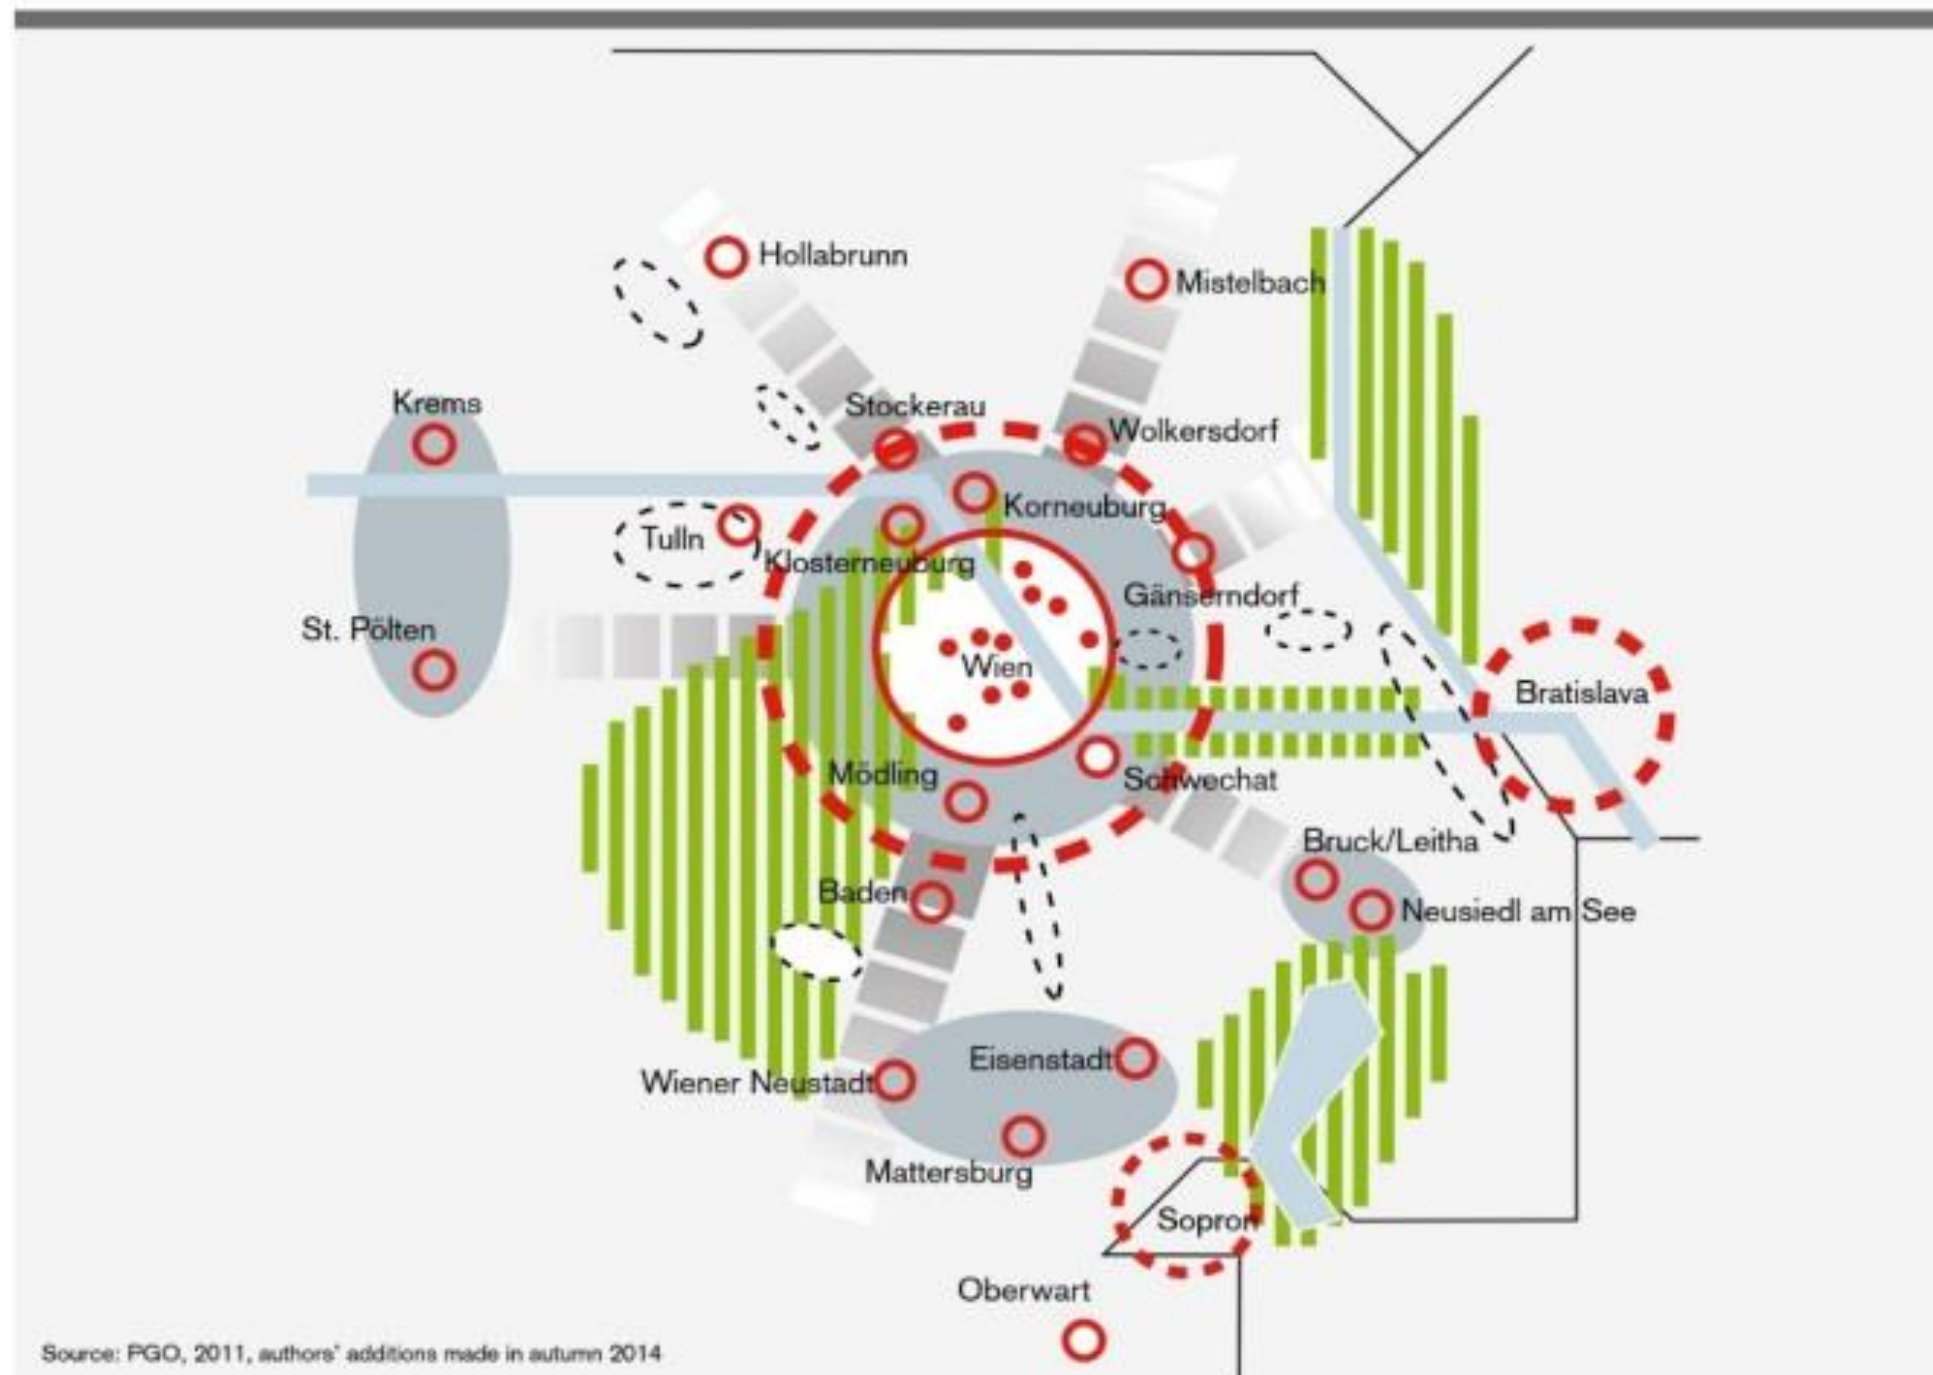 Hollabrunn
Mistelbach
Krems
Stockerau
Wolkersdorf
Korneuburg
Tulln
Klosterneuburg
Gänserndorf
St. Pölten
Wien
Bratislava
Mödling
Schwechat
Bruck/Leitha
Baden
Neusiedl am See
Eisenstadt
Wiener Neustadt
Mattersburg
Sopron
Oberwart
Source: PGO, 2011, authors' additions made in autumn 2014